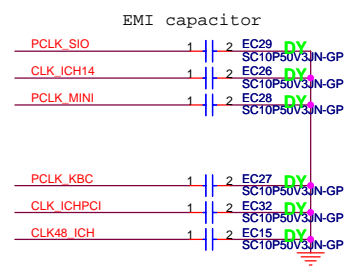 EMI capacitor
PCLK_SIO 1 2 EC29 DY
SC10P50V3JN-GP
CLK_ICH14 1 2 EC26 DY
SC10P50V3JN-GP
PCLK_MINI 1 2 EC28 DY
SC10P50V3JN-GP
PCLK_KBC 1 2 EC27 DY
SC10P50V3JN-GP
CLK_ICHPCI 1 2 EC32 DY
SC10P50V3JN-GP
CLK48_ICH 1 2 EC15 DY
SC10P50V3JN-GP